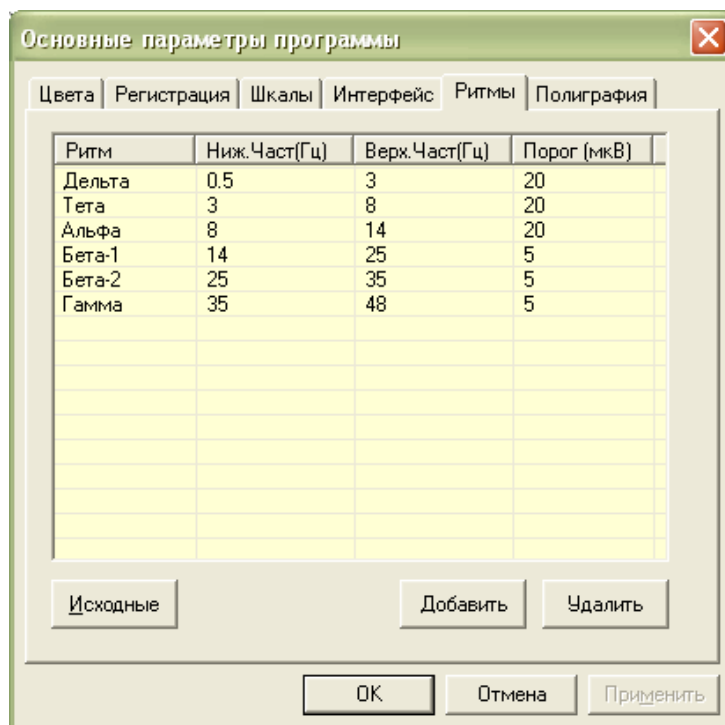 Основные параметры программы
Цвета Регистрация Шкалы Интерфейс Ритмы Полиграфия
Ритм Ниж.Част(Гц) Верх.Част(Гц) Порог (мкВ)
Дельта 0.5 3 20
Тета 3 8 20
Альфа 8 14 20
Бета-1 14 25 5
Бета-2 25 35 5
Гамма 35 48 5
Исходные Добавить Удалить
OK Отмена Применить